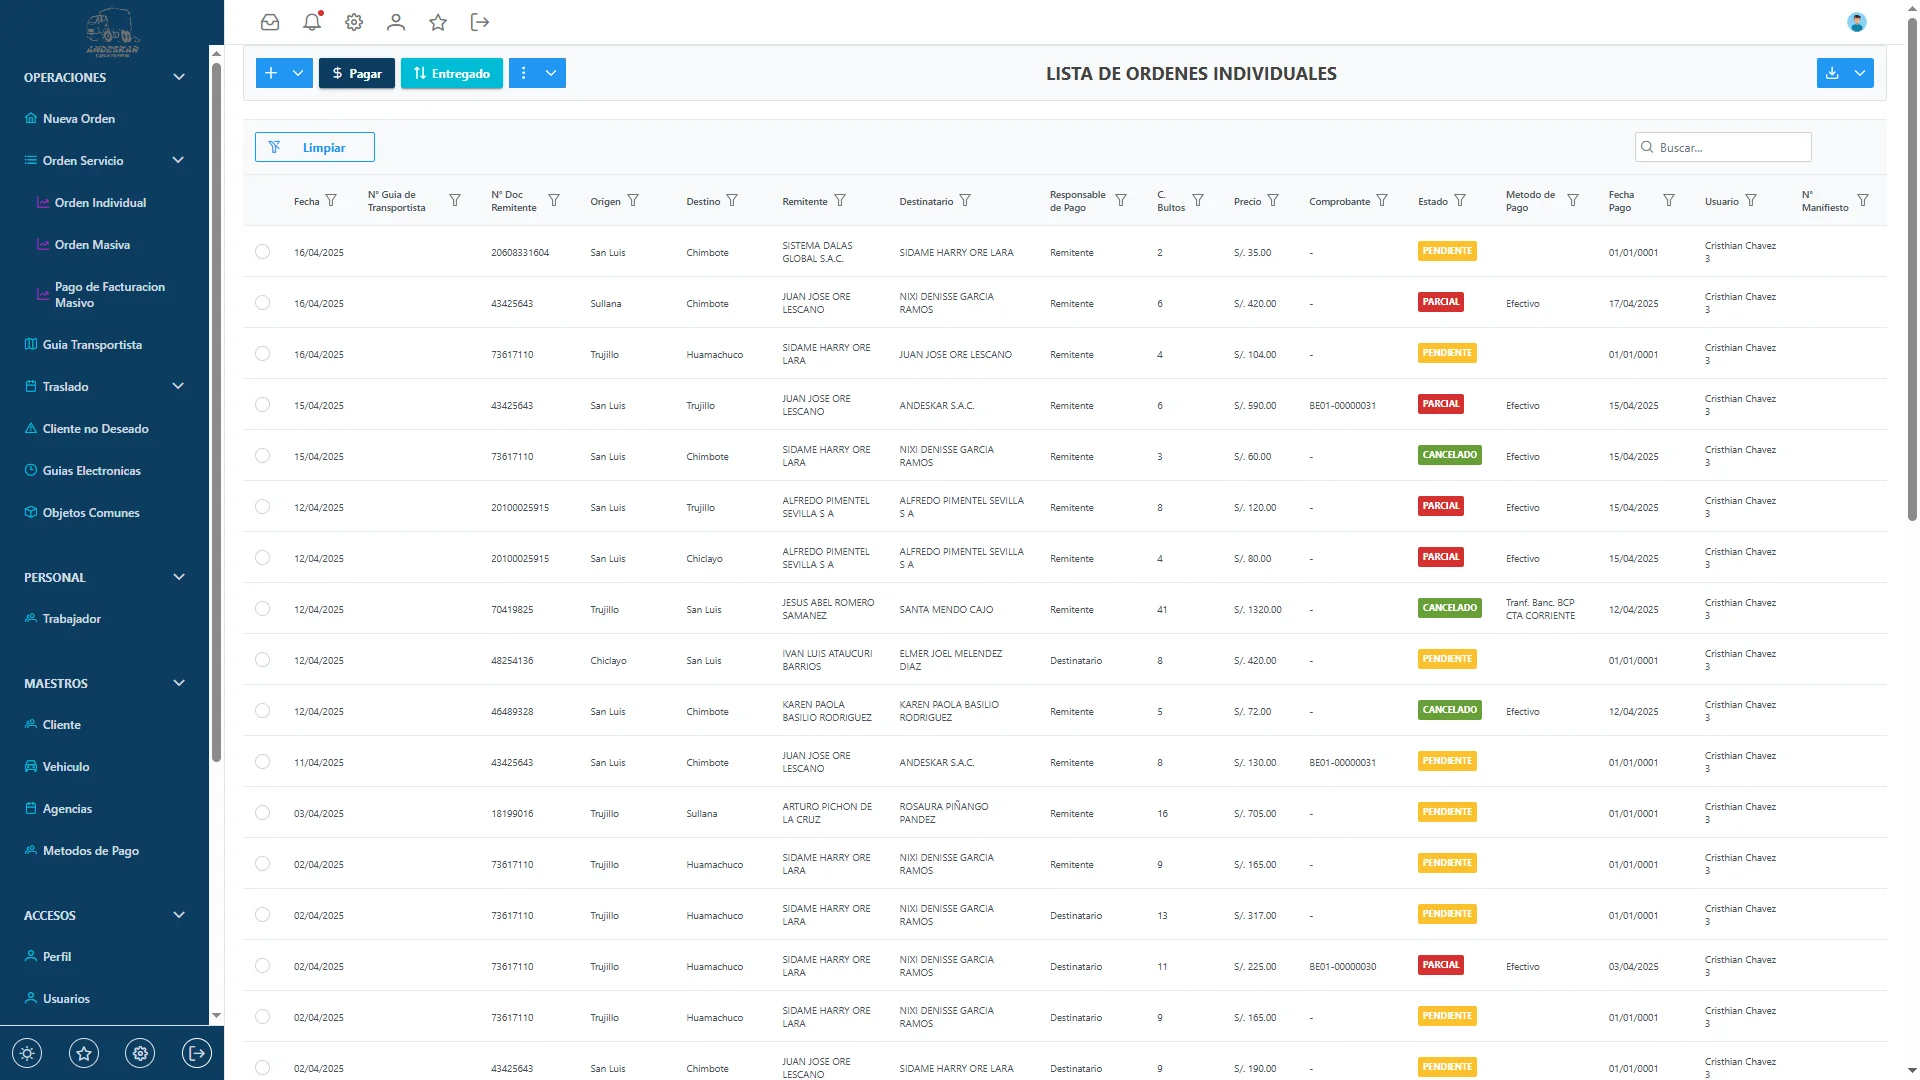 ANDESKAR
OPERACIONES
Nueva Orden
Orden Servicio
Orden Individual
Orden Masiva
Pago de Facturacion
Masivo
Guia Transportista
Traslado
Cliente no Deseado
Guias Electronicas
Objetos Comunes
PERSONAL
Trabajador
MAESTROS
Cliente
Vehiculo
Agencias
Metodos de Pago
ACCESOS
Perfil
Usuarios
$ Pagar
Entregado
LISTA DE ORDENES INDIVIDUALES
Limpiar
Buscar...
Fecha N° Guia de Transportista N° Doc Remitente Origen Destino Remitente Destinatario Responsable de Pago C. Bultos Precio Comprobante Estado Metodo de Pago Fecha Pago Usuario N° Manifiesto
16/04/2025 20608331604 San Luis Chimbote SISTEMA DALAS GLOBAL S.A.C. SIDAME HARRY ORE LARA Remitente 2 S/. 35.00 - PENDIENTE 01/01/0001 Cristhian Chavez 3
16/04/2025 43425643 Sullana Chimbote JUAN JOSE ORE LESCANO NIXI DENISSE GARCIA RAMOS Remitente 6 S/. 420.00 - PARCIAL Efectivo 17/04/2025 Cristhian Chavez 3
16/04/2025 73617110 Trujillo Huamachuco SIDAME HARRY ORE LARA JUAN JOSE ORE LESCANO Remitente 4 S/. 104.00 - PENDIENTE 01/01/0001 Cristhian Chavez 3
15/04/2025 43425643 San Luis Trujillo JUAN JOSE ORE LESCANO ANDESKAR S.A.C. Remitente 6 S/. 590.00 BE01-00000031 PARCIAL Efectivo 15/04/2025 Cristhian Chavez 3
15/04/2025 73617110 San Luis Chimbote SIDAME HARRY ORE LARA NIXI DENISSE GARCIA RAMOS Remitente 3 S/. 60.00 - CANCELADO Efectivo 15/04/2025 Cristhian Chavez 3
12/04/2025 20100025915 San Luis Trujillo ALFREDO PIMENTEL SEVILLA S A ALFREDO PIMENTEL SEVILLA S A Remitente 8 S/. 120.00 - PARCIAL Efectivo 15/04/2025 Cristhian Chavez 3
12/04/2025 20100025915 San Luis Chiclayo ALFREDO PIMENTEL SEVILLA S A ALFREDO PIMENTEL SEVILLA S A Remitente 4 S/. 80.00 - PARCIAL Efectivo 15/04/2025 Cristhian Chavez 3
12/04/2025 70419825 Trujillo San Luis JESUS ABEL ROMERO SAMANEZ SANTA MENDO CAJO Remitente 41 S/. 1320.00 - CANCELADO Tranf. Banc. BCP CTA CORRIENTE 12/04/2025 Cristhian Chavez 3
12/04/2025 48254136 Chiclayo San Luis IVAN LUIS ATAUCURI BARRIOS ELMER JOEL MELENDEZ DIAZ Destinatario 8 S/. 420.00 - PENDIENTE 01/01/0001 Cristhian Chavez 3
12/04/2025 46489328 San Luis Chimbote KAREN PAOLA BASILIO RODRIGUEZ KAREN PAOLA BASILIO RODRIGUEZ Remitente 5 S/. 72.00 - CANCELADO Efectivo 12/04/2025 Cristhian Chavez 3
11/04/2025 43425643 San Luis Chimbote JUAN JOSE ORE LESCANO ANDESKAR S.A.C. Remitente 8 S/. 130.00 BE01-00000031 PENDIENTE 01/01/0001 Cristhian Chavez 3
03/04/2025 18199016 Trujillo Sullana ARTURO PICHON DE LA CRUZ ROSAURA PIÑANGO PANDEZ Remitente 16 S/. 705.00 - PENDIENTE 01/01/0001 Cristhian Chavez 3
02/04/2025 73617110 Trujillo Huamachuco SIDAME HARRY ORE LARA NIXI DENISSE GARCIA RAMOS Remitente 9 S/. 165.00 - PENDIENTE 01/01/0001 Cristhian Chavez 3
02/04/2025 73617110 Trujillo Huamachuco SIDAME HARRY ORE LARA NIXI DENISSE GARCIA RAMOS Destinatario 13 S/. 317.00 - PENDIENTE 01/01/0001 Cristhian Chavez 3
02/04/2025 73617110 Trujillo Huamachuco SIDAME HARRY ORE LARA NIXI DENISSE GARCIA RAMOS Destinatario 11 S/. 225.00 BE01-00000030 PARCIAL Efectivo 03/04/2025 Cristhian Chavez 3
02/04/2025 73617110 Trujillo Huamachuco SIDAME HARRY ORE LARA NIXI DENISSE GARCIA RAMOS Destinatario 9 S/. 165.00 - PENDIENTE 01/01/0001 Cristhian Chavez 3
02/04/2025 43425643 San Luis Chimbote JUAN JOSE ORE LESCANO SIDAME HARRY ORE LARA Destinatario 9 S/. 190.00 - PENDIENTE 01/01/0001 Cristhian Chavez 3